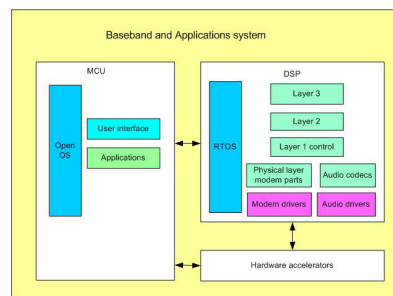 Baseband and Applications system
MCU
Open
OS
User interface
Applications
DSP
RTOS
Layer 3
Layer 2
Layer 1 control
Physical layer
modem parts
Audio codecs
Modem drivers
Audio drivers
Hardware accelerators